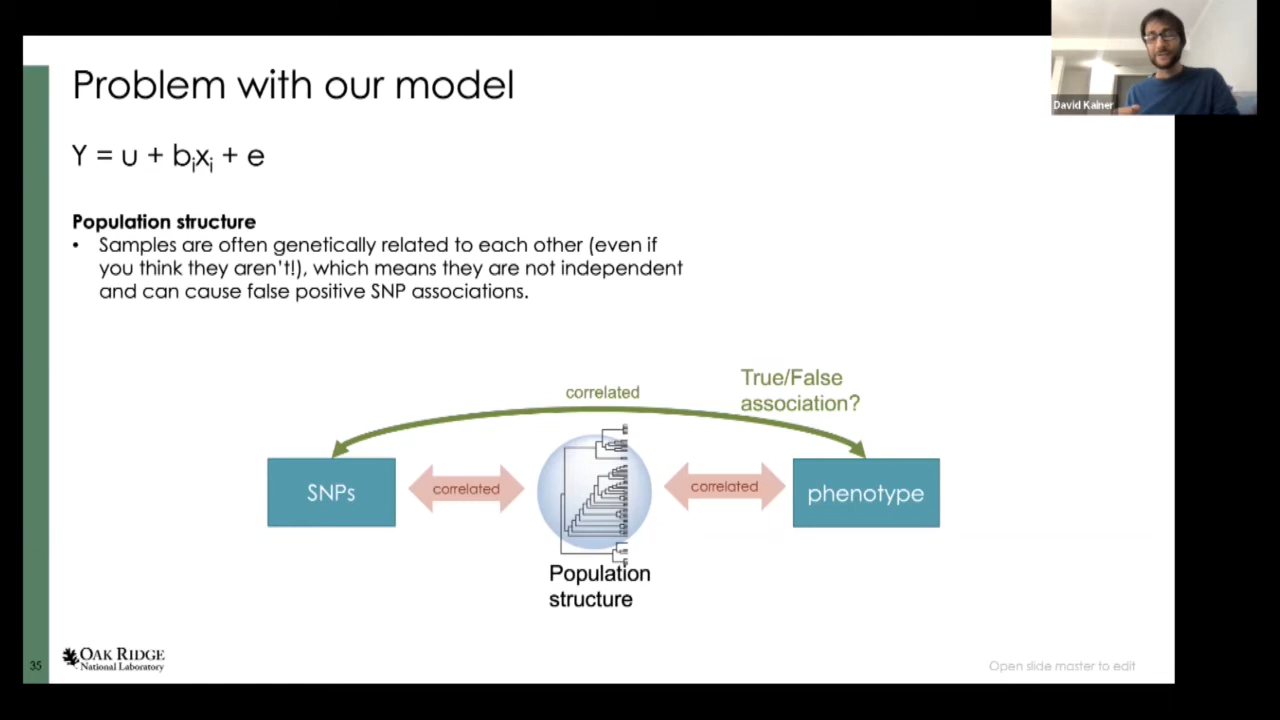 Problem with our model
David Kainer
Y = u + bixi + e
Population structure
• Samples are often genetically related to each other (even if
you think they aren't!), which means they are not independent
and can cause false positive SNP associations.
True/False
association?
correlated
SNPs
correlated
correlated
phenotype
Population
structure
35
OAK RIDGE
National Laboratory
Open slide master to edit